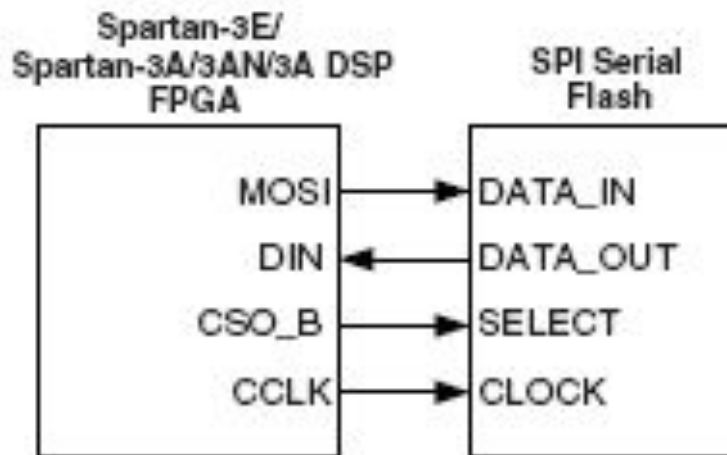 Spartan-3E/
Spartan-3A/3AN/3A DSP
FPGA
SPI Serial
Flash
MOSI
DATA_IN
DIN
DATA_OUT
CSO_B
SELECT
CCLK
CLOCK